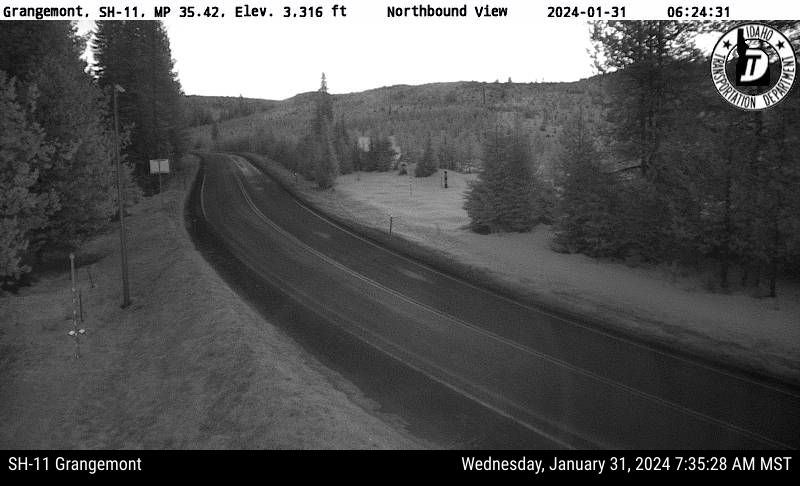 Grangemont, SH-11, MP 35.42, Elev. 3,316 ft Northbound View 2024-01-31 06:24:31
IDAHO
TRANSPORTATION DEPARTMENT
SH-11 Grangemont Wednesday, January 31, 2024 7:35:28 AM MST